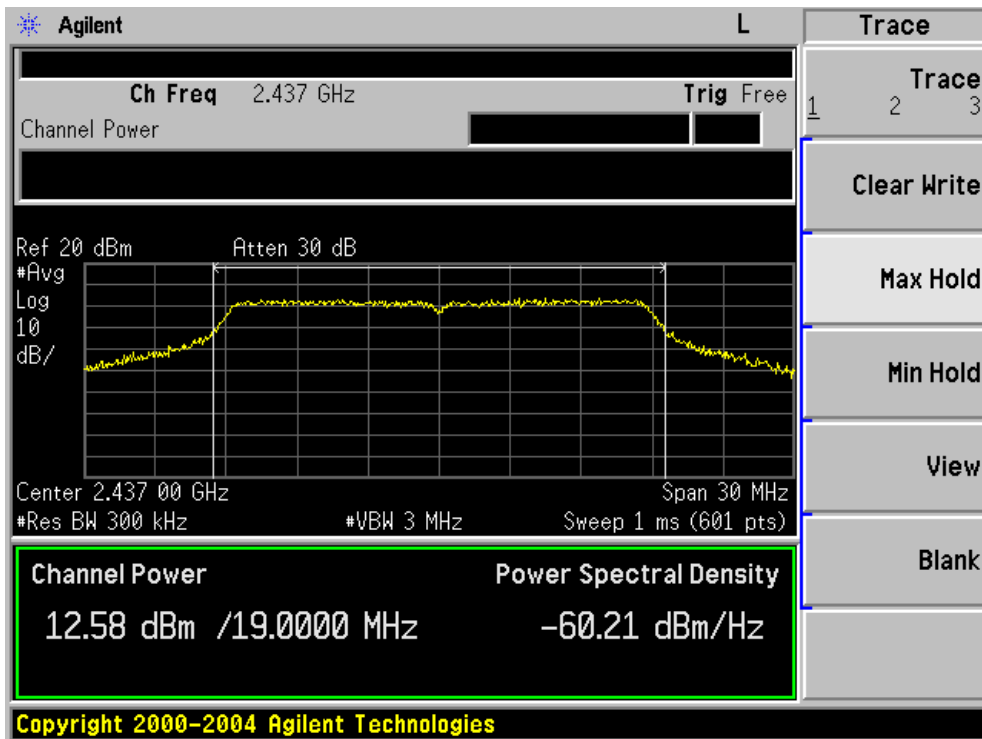 Agilent L Trace
Ch Freq 2.437 GHz Trig Free
Channel Power
Trace
1 2 3
Clear Write
Ref 20 dBm Atten 30 dB
#Avg
Log
10
dB/
Max Hold
Min Hold
View
Center 2.437 00 GHz Span 30 MHz
#Res BW 300 kHz #VBW 3 MHz Sweep 1 ms (601 pts)
Blank
Channel Power Power Spectral Density
12.58 dBm /19.0000 MHz -60.21 dBm/Hz
Copyright 2000-2004 Agilent Technologies